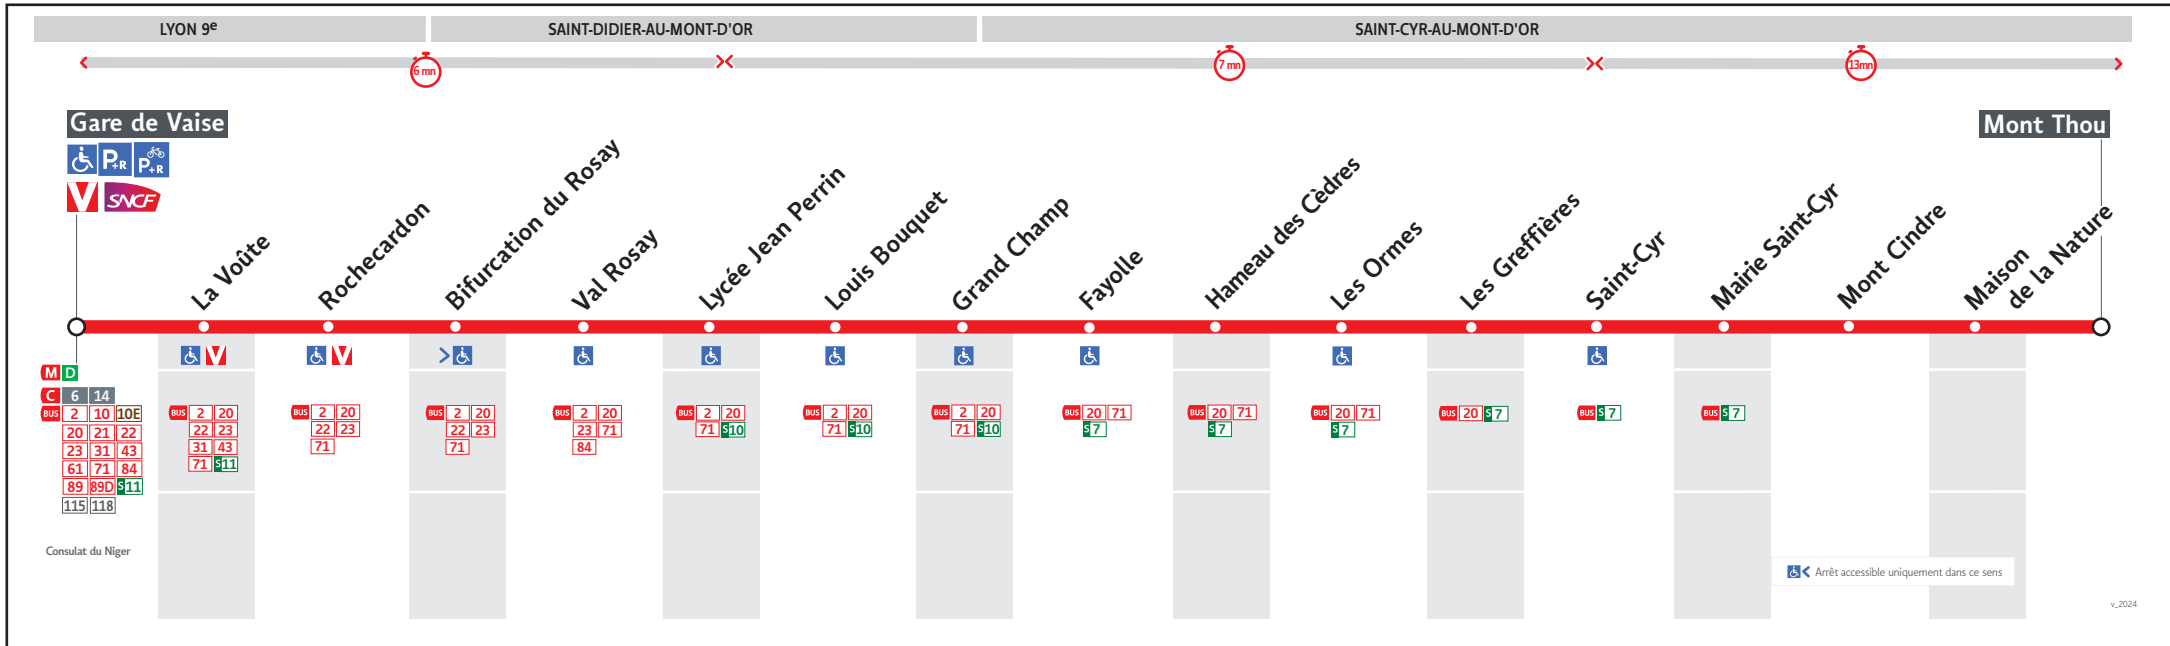 LYON 9e
SAINT-DIDIER-AU-MONT-D'OR
SAINT-CYR-AU-MONT-D'OR
6 mn
7 mn
13mn
Gare de Vaise
P+R
P+R
V SNCF
Mont Thou
La Voûte
Rochecardon
Bifurcation du Rosay
Val Rosay
Lycée Jean Perrin
Louis Bouquet
Grand Champ
Fayolle
Hameau des Cèdres
Les Ormes
Les Greffières
Saint-Cyr
Mairie Saint-Cyr
Mont Cindre
Maison
de la Nature
M D
C 6 14
BUS 2 10 10E
20 21 22
23 31 43
61 71 84
89 89D S11
115 118
V
BUS 2 20
22 23
31 43
71 S11
V
BUS 2 20
22 23
71
BUS 2 20
22 23
71
BUS 2 20
23 71
84
BUS 2 20
71 S10
BUS 2 20
71 S10
BUS 2 20
71 S10
BUS 20 71
S7
BUS 20 71
S7
BUS 20 71
S7
BUS 20 S7
BUS S7
BUS S7
Consulat du Niger
Arrêt accessible uniquement dans ce sens
v_2024